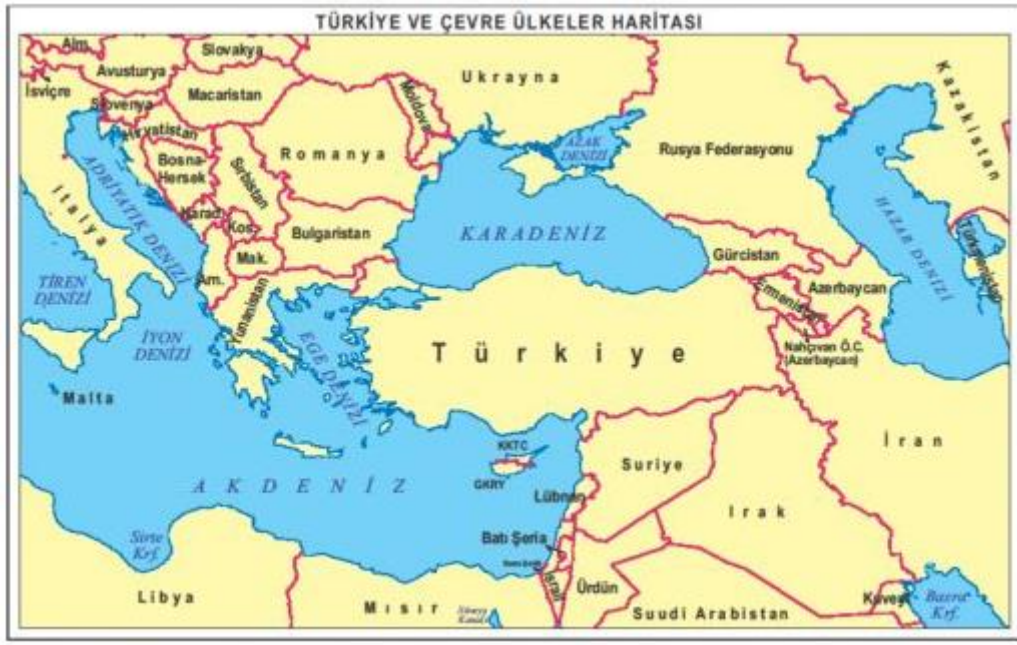 TÜRKİYE VE ÇEVRE ÜLKELER HARİTASI
Alm.
Slovakya
Avusturya
İsviçre
Macaristan
Slovenya
Hırvatistan
Moldova
Ukrayna
Kazakistan
AZAK
DENİZİ
Romanya
Rusya Federasyonu
Bosna-
Hersek
Sırbistan
İtalya
ADRİYATİK DENİZİ
Karad.
Kos.
Bulgaristan
KARADENİZ
HAZAR DENİZİ
Türkmenistan
Mak.
Gürcistan
Arn.
TİREN
DENİZİ
Ermenistan
Azerbaycan
Yunanistan
İYON
DENİZİ
EGE DENİZİ
Türkiye
Nahçıvan Ö.C.
(Azerbaycan)
Malta
İran
KKTC
GKRY
Suriye
AKDENİZ
Lübnan
Irak
Sirte
Krf.
Batı Şeria
İsrail
Ürdün
Libya
Mısır
Suudi Arabistan
Kuveyt
Basra
Krf.